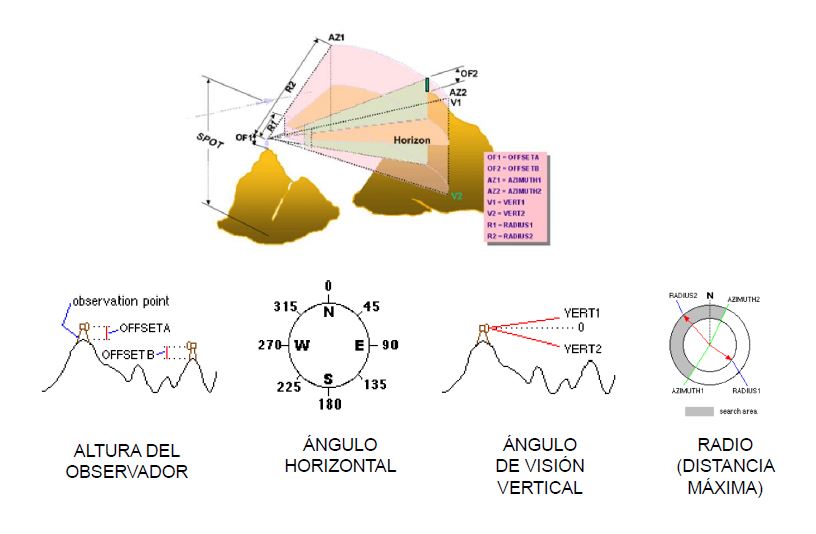 AZ1
R2
OF2
AZ2
V1
R1
OF1
SPOT
Horizon
V2
OF1 = OFFSETA
OF2 = OFFSETB
AZ1 = AZIMUTH1
AZ2 = AZIMUTH2
V1 = VERT1
V2 = VERT2
R1 = RADIUS1
R2 = RADIUS2
observation point
OFFSETA
OFFSETB
0
315
45
N
270
W
E
90
225
S
135
180
YERT1
0
YERT2
RADIUS2
N
AZIMUTH2
AZIMUTH1
RADIUS1
search area
ALTURA DEL
OBSERVADOR
ÁNGULO
HORIZONTAL
ÁNGULO
DE VISIÓN
VERTICAL
RADIO
(DISTANCIA
MÁXIMA)